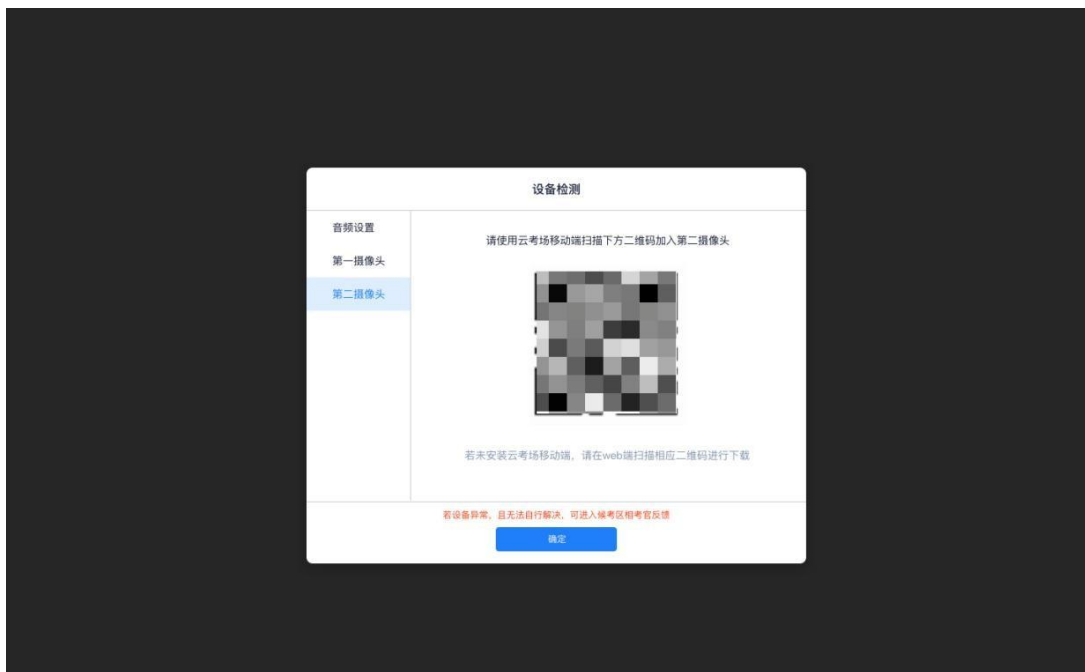 设备检测
音频设置
第一摄像头
第二摄像头
请使用云考场移动端扫描下方二维码加入第二摄像头
若未安装云考场移动端，请在web端扫描相应二维码进行下载
若设备异常，且无法自行解决，可进入候考区相考官反馈
确定